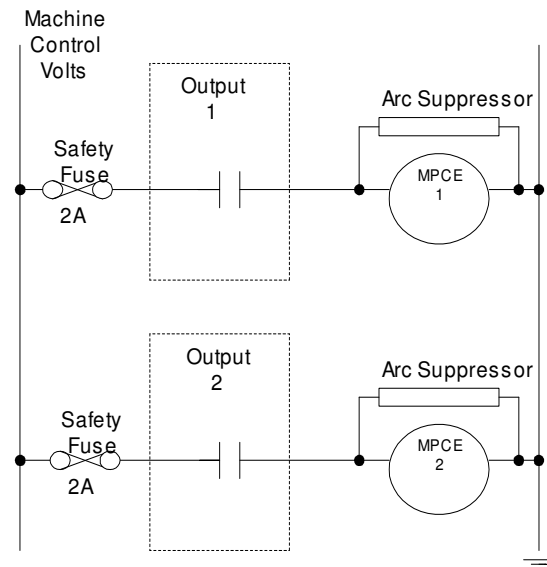 Machine
Control
Volts
Output
1
Arc Suppressor
Safety
Fuse
2A
MPCE
1
Output
2
Arc Suppressor
Safety
Fuse
2A
MPCE
2